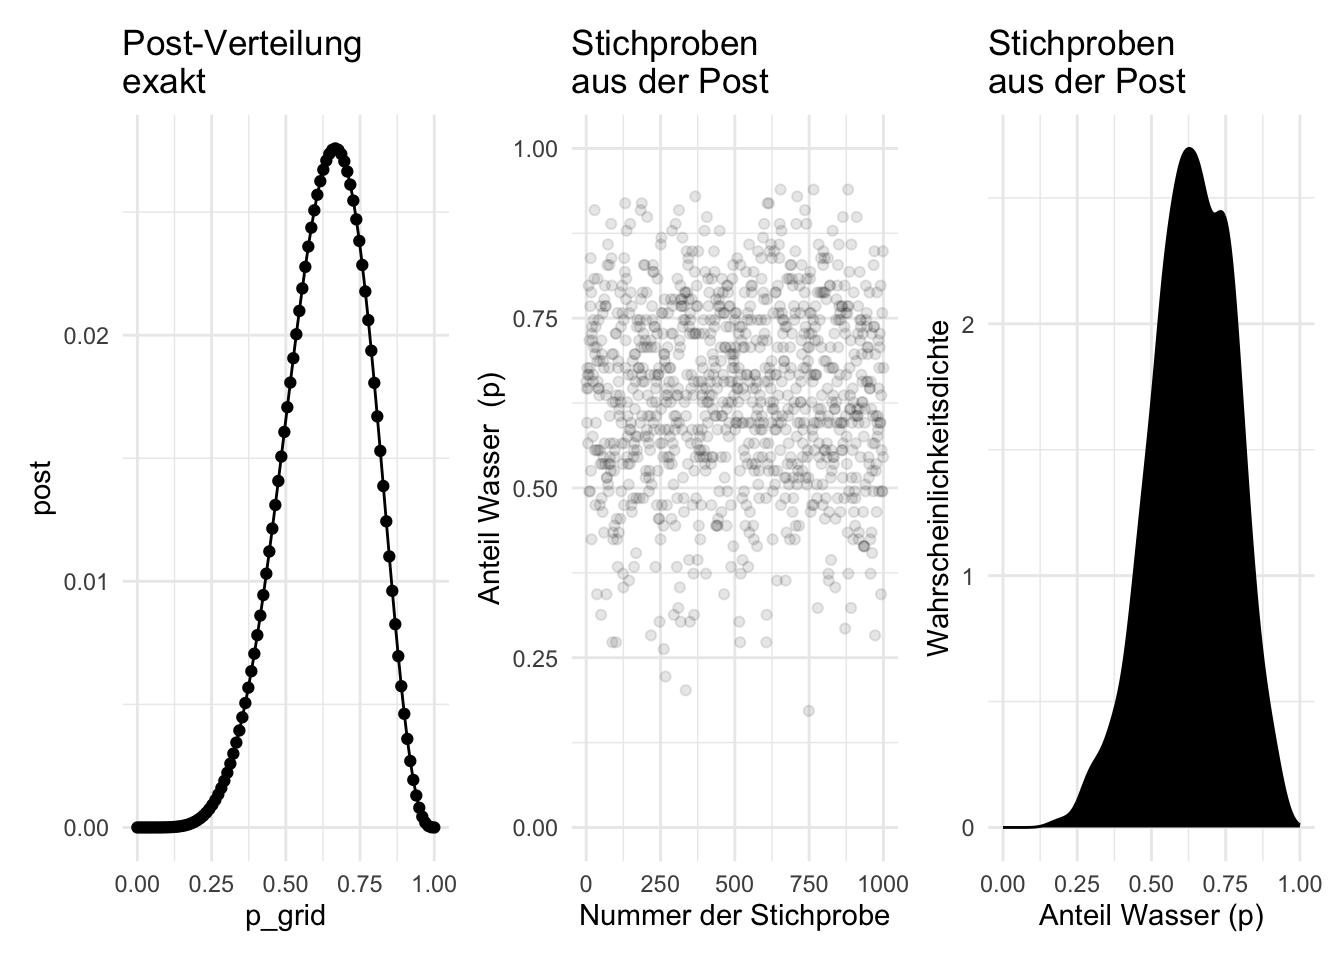 Post-Verteilung
exakt
post
0.02
0.01
0.00
0.00 0.25 0.50 0.75 1.00
p_grid
Stichproben
aus der Post
Anteil Wasser (p)
1.00
0.75
0.50
0.25
0.00
0 250 500 750 1000
Nummer der Stichprobe
Stichproben
aus der Post
Wahrscheinlichkeitsdichte
2
1
0
0.00 0.25 0.50 0.75 1.00
Anteil Wasser (p)